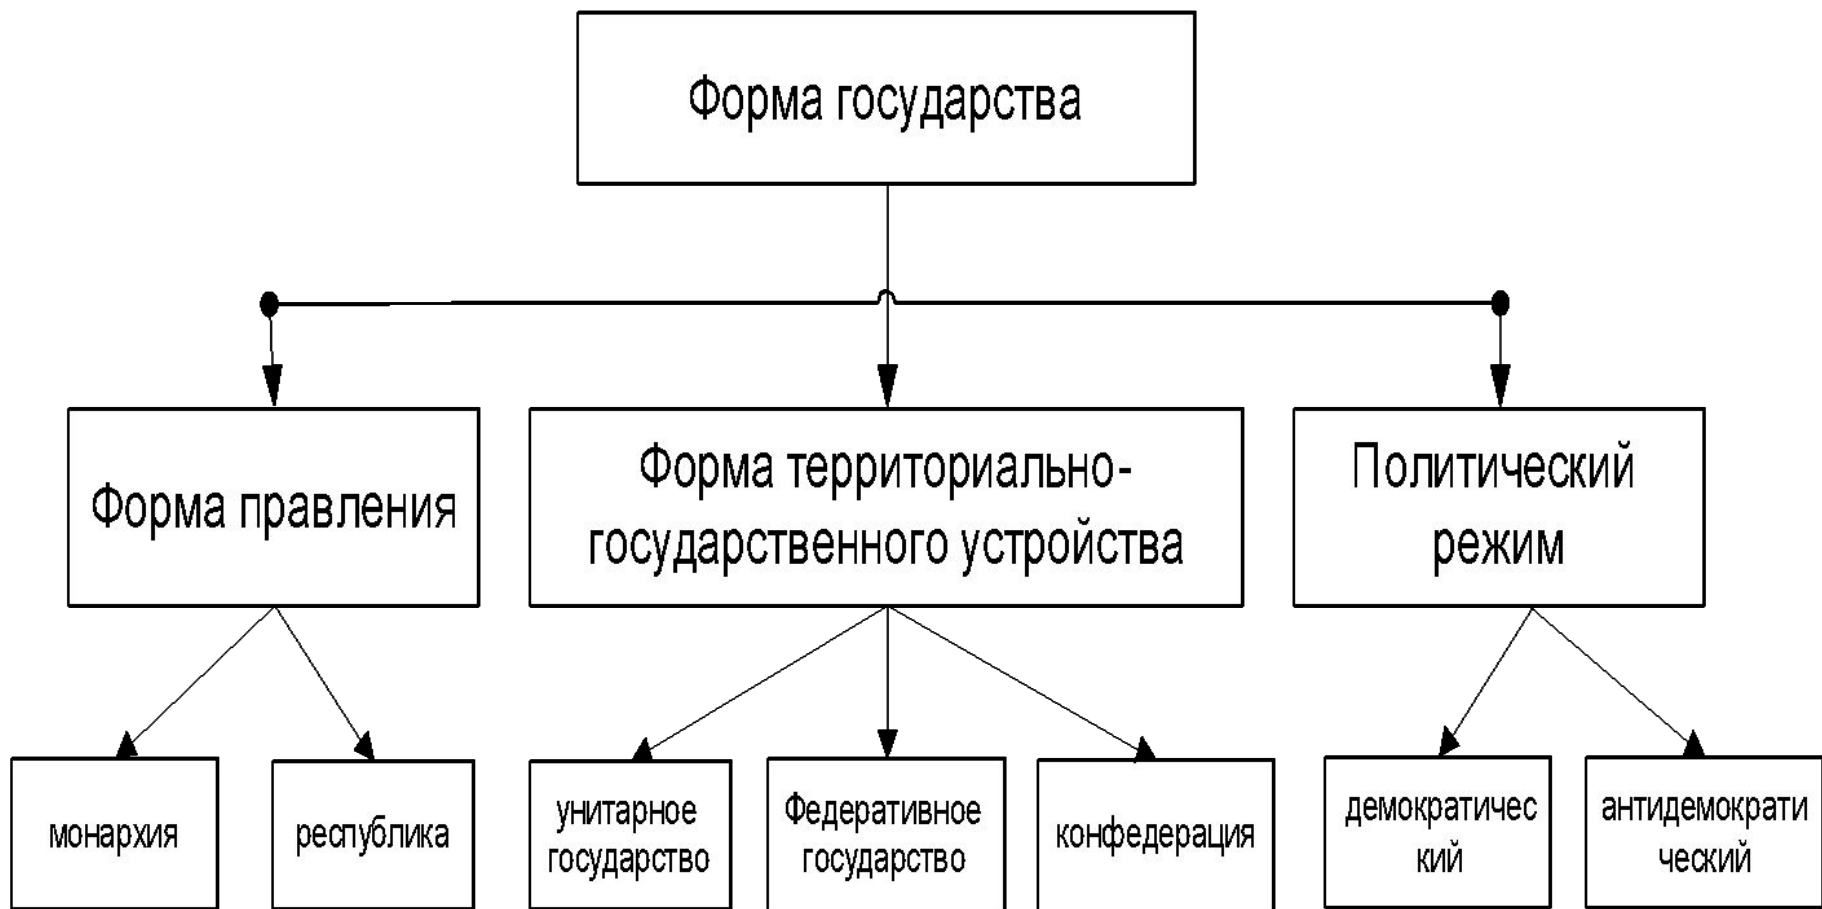 Форма государства
Форма правления
Форма территориально-
государственного устройства
Политический
режим
монархия
республика
унитарное
государство
Федеративное
государство
конфедерация
демократичес
кий
антидемократи
ческий